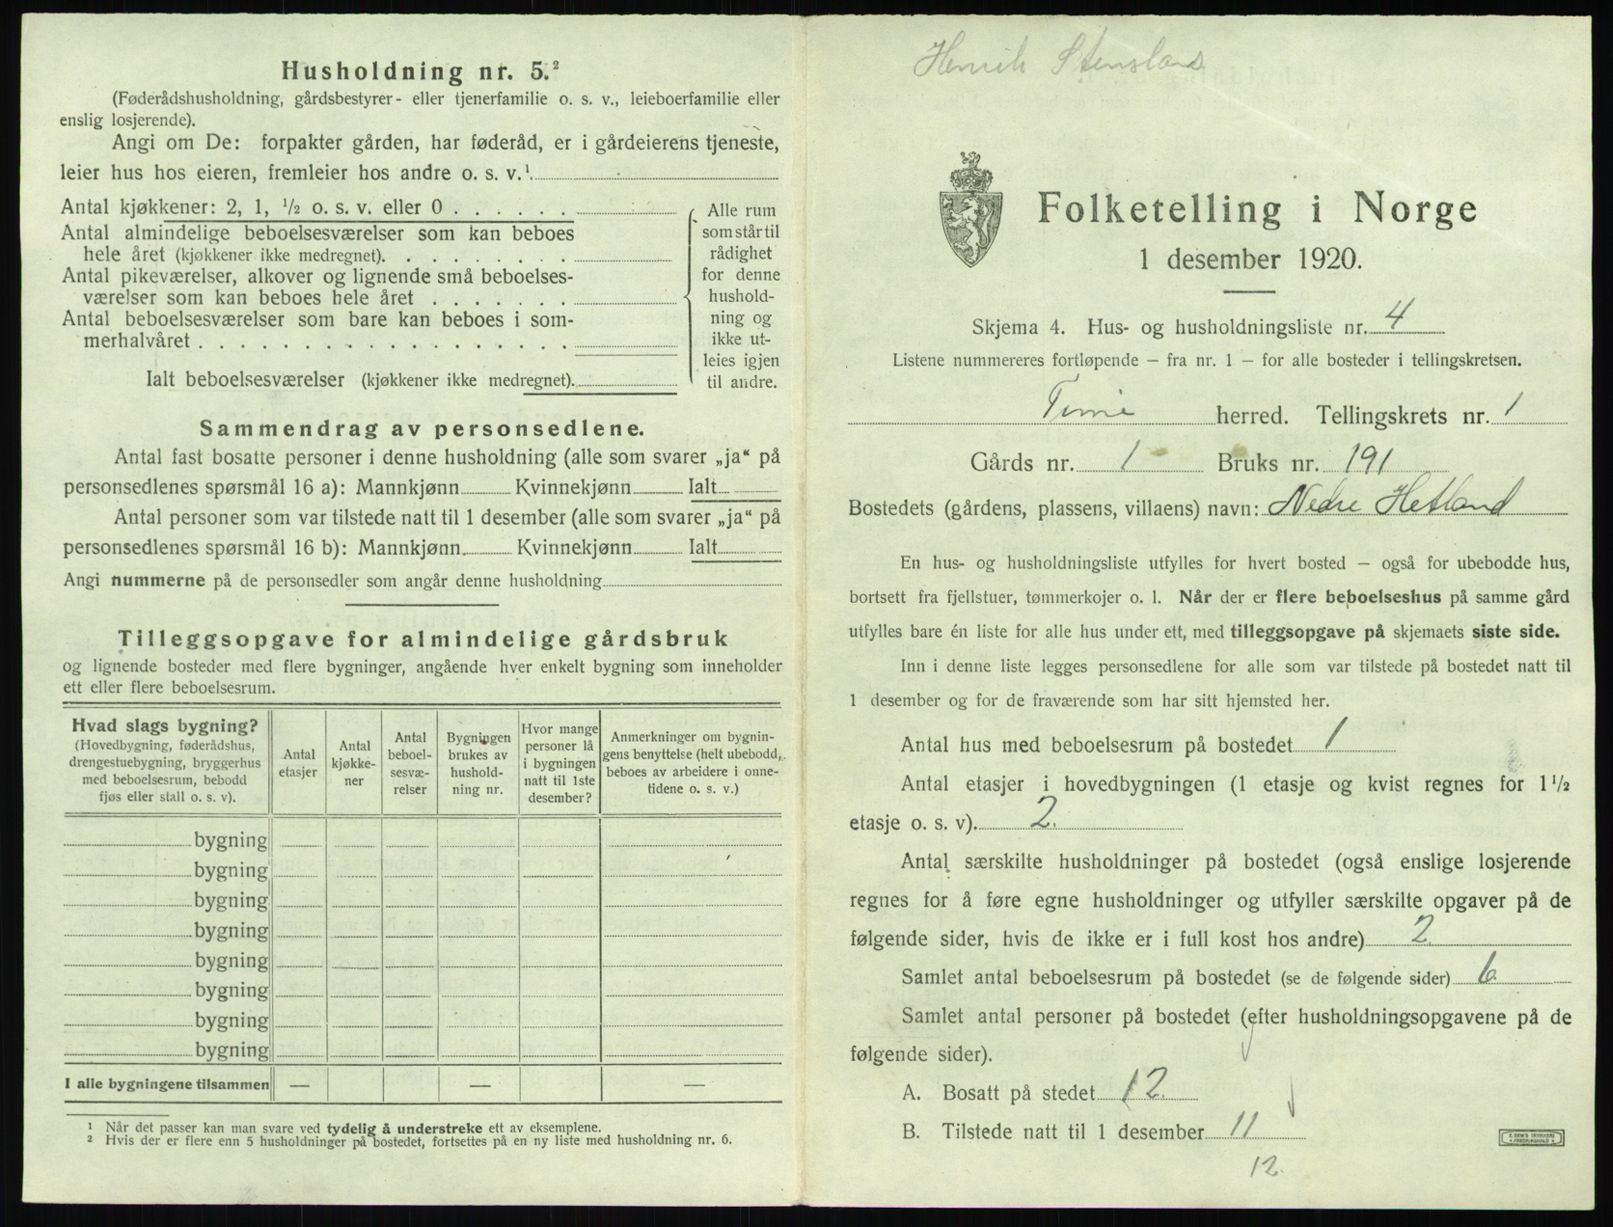 Husholdning nr. 5.²
(Føderådshusholdning, gårdsbestyrer- eller tjenerfamilie o. s. v., leieboerfamilie eller
enslig losjerende).
Angi om De: forpakter gården, har føderåd, er i gårdeierens tjeneste,
leier hus hos eieren, fremleier hos andre o. s. v.¹
Antal kjøkkener: 2, 1, ½ o. s. v. eller 0 . . . . . .
Antal almindelige beboelsesværelser som kan beboes
hele året (kjøkkener ikke medregnet). . . . . . . . .
Antal pikeværelser, alkover og lignende små beboelses-
værelser som kan beboes hele året . . . . . . .
Antal beboelsesværelser som bare kan beboes i som-
merhalvåret . . . . . . . . . . . . . . . . .
Ialt beboelsesværelser (kjøkkener ikke medregnet).
Alle rum
som står til
rådighet
for denne
hushold-
ning og
ikke ut-
leies igjen
til andre.
Sammendrag av personsedlene.
Antal fast bosatte personer i denne husholdning (alle som svarer „ja“ på
personsedlenes spørsmål 16 a): Mannkjønn Kvinnekjønn Ialt
Antal personer som var tilstede natt til 1 desember (alle som svarer „ja“ på
personsedlenes spørsmål 16 b): Mannkjønn Kvinnekjønn Ialt
Angi nummerne på de personsedler som angår denne husholdning
Tilleggsopgave for almindelige gårdsbruk
og lignende bosteder med flere bygninger, angående hver enkelt bygning som inneholder
ett eller flere beboelsesrum.
Hvad slags bygning?
(Hovedbygning, føderådshus,
drengestuebygning, bryggerhus
med beboelsesrum, bebodd
fjøs eller stall o. s. v).
Antal
etasjer
Antal
kjøkke-
ner
Antal
beboel-
sesvæ-
relser
Bygningen
brukes av
hushold-
ning nr.
Hvor mange
personer lå
i bygningen
natt til 1ste
desember?
Anmerkninger om bygnin-
gens benyttelse (helt ubebodd,
beboes av arbeidere i onne-
tidene o. s. v.)
bygning
bygning
bygning
bygning
bygning
bygning
bygning
bygning
I alle bygningene tilsammen — — —
¹ Når det passer kan man svare ved tydelig å understreke ett av eksemplene.
² Hvis der er flere enn 5 husholdninger på bostedet, fortsettes på en ny liste med husholdning nr. 6.
Henrik Stensland
Folketelling i Norge
1 desember 1920.
Skjema 4. Hus- og husholdningsliste nr. 4
Listene nummereres fortløpende — fra nr. 1 — for alle bosteder i tellingskretsen.
Time herred. Tellingskrets nr. 1
Gårds nr. 1 Bruks nr. 191
Bostedets (gårdens, plassens, villaens) navn: Nedre Hetland
En hus- og husholdningsliste utfylles for hvert bosted — også for ubebodde hus,
bortsett fra fjellstuer, tømmerkojer o. l. Når der er flere beboelseshus på samme gård
utfylles bare én liste for alle hus under ett, med tilleggsopgave på skjemaets siste side.
Inn i denne liste legges personsedlene for alle som var tilstede på bostedet natt til
1 desember og for de fraværende som har sitt hjemsted her.
Antal hus med beboelsesrum på bostedet 1
Antal etasjer i hovedbygningen (1 etasje og kvist regnes for 1½
etasje o. s. v). 2.
Antal særskilte husholdninger på bostedet (også enslige losjerende
regnes for å føre egne husholdninger og utfyller særskilte opgaver på de
følgende sider, hvis de ikke er i full kost hos andre) 2.
Samlet antal beboelsesrum på bostedet (se de følgende sider) 6
Samlet antal personer på bostedet (efter husholdningsopgavene på de
følgende sider).
A. Bosatt på stedet 12.
B. Tilstede natt til 1 desember 11
12.